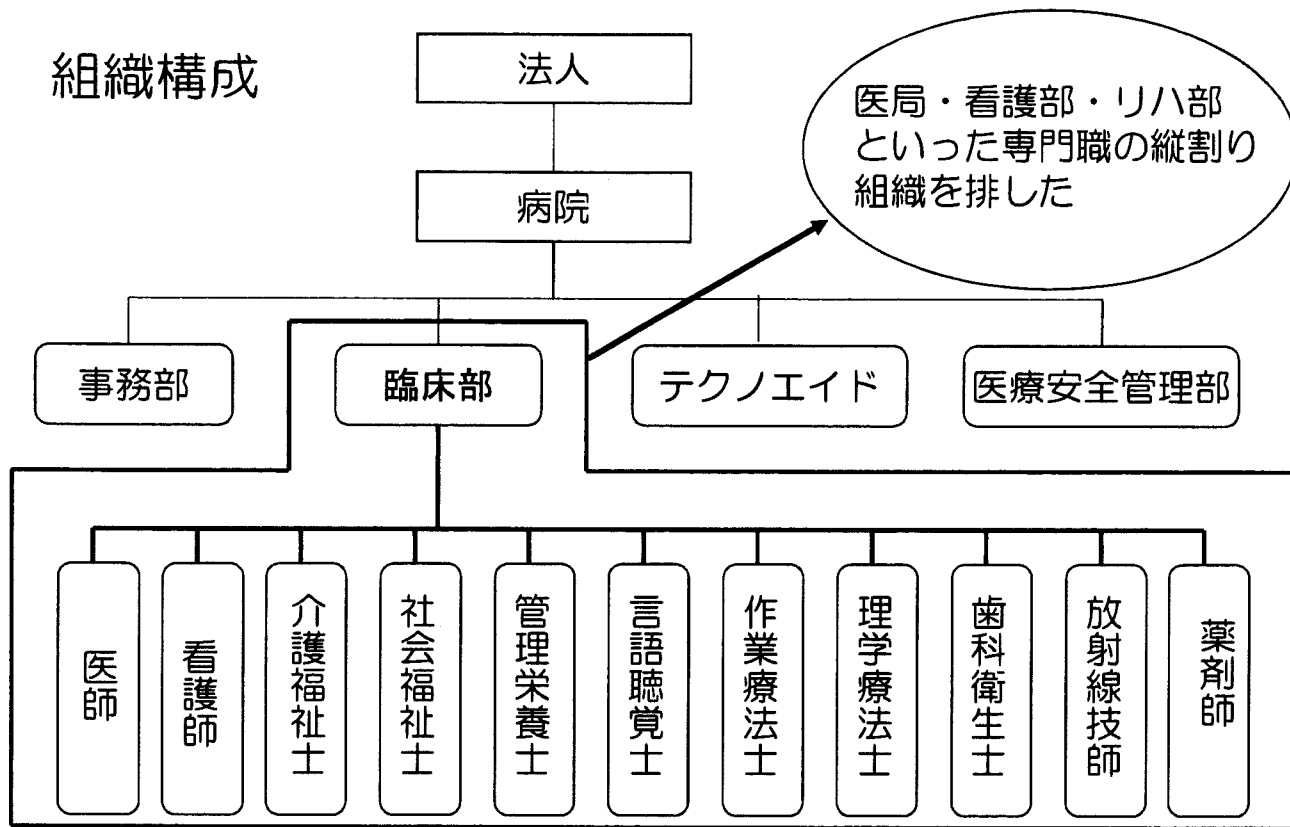 組織構成
法人
医局・看護部・リハ部
といった専門職の縦割り
組織を排した
病院
事務部
臨床部
テクノエイド
医療安全管理部
医師
看護師
介護福祉士
社会福祉士
管理栄養士
言語聴覚士
作業療法士
理学療法士
歯科衛生士
放射線技師
薬剤師